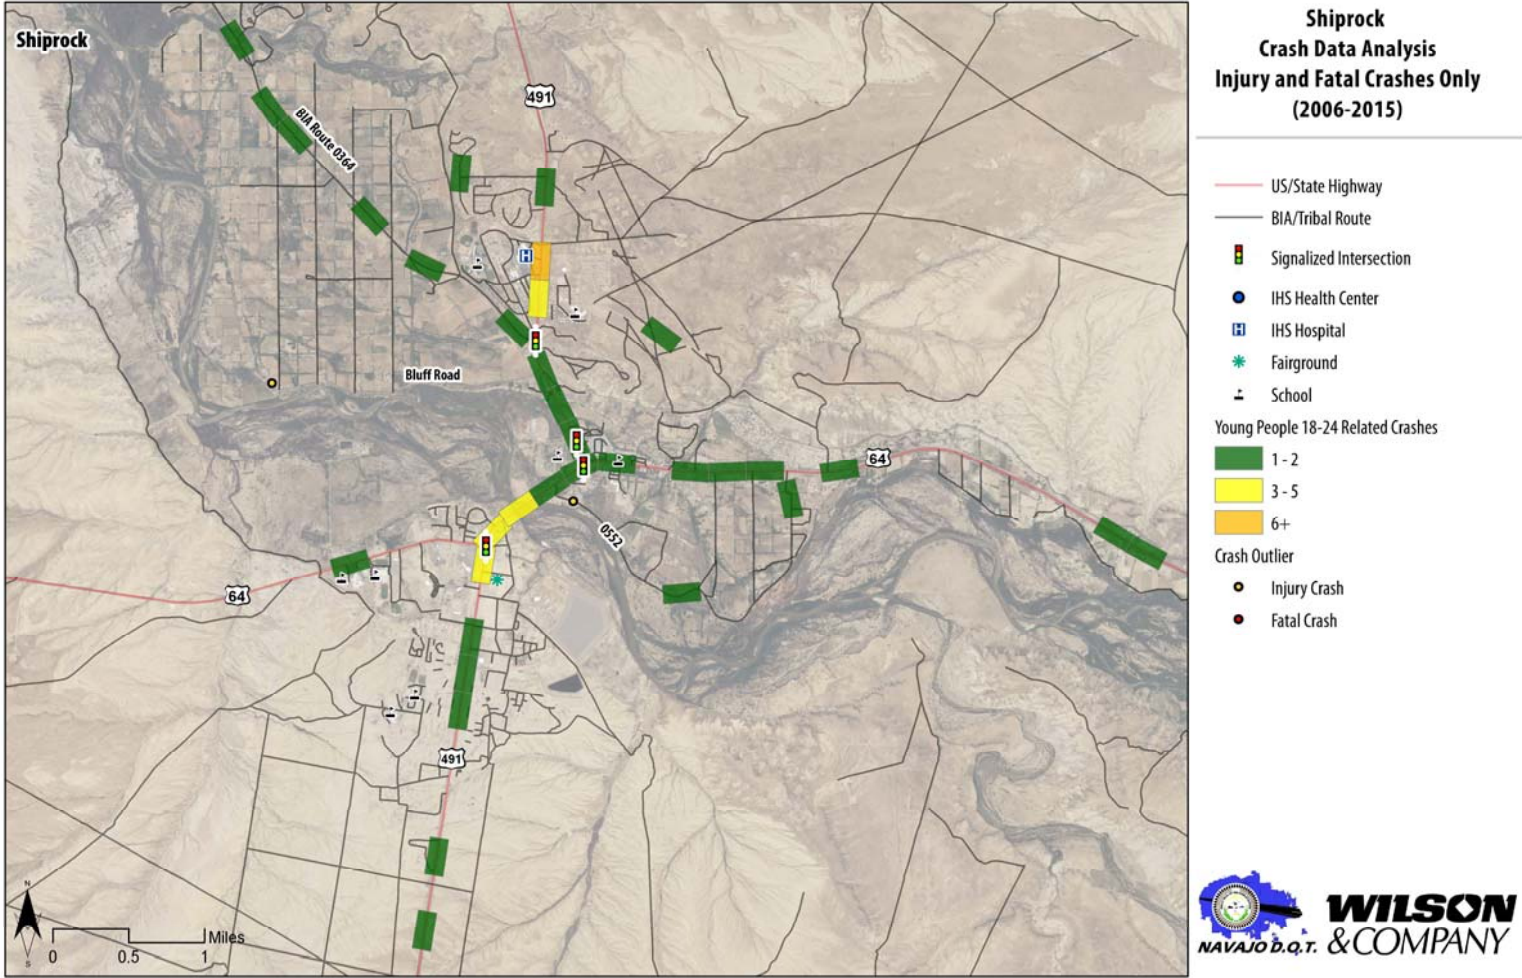 Shiprock
491
BIA Route 0364
H
Bluff Road
64
0552
64
491
N
S
0
0.5
1
Miles
Shiprock
Crash Data Analysis
Injury and Fatal Crashes Only
(2006-2015)
US/State Highway
BIA/Tribal Route
Signalized Intersection
IHS Health Center
H IHS Hospital
Fairground
School
Young People 18-24 Related Crashes
1 - 2
3 - 5
6+
Crash Outlier
Injury Crash
Fatal Crash
NAVAJO D.O.T.
WILSON
&COMPANY